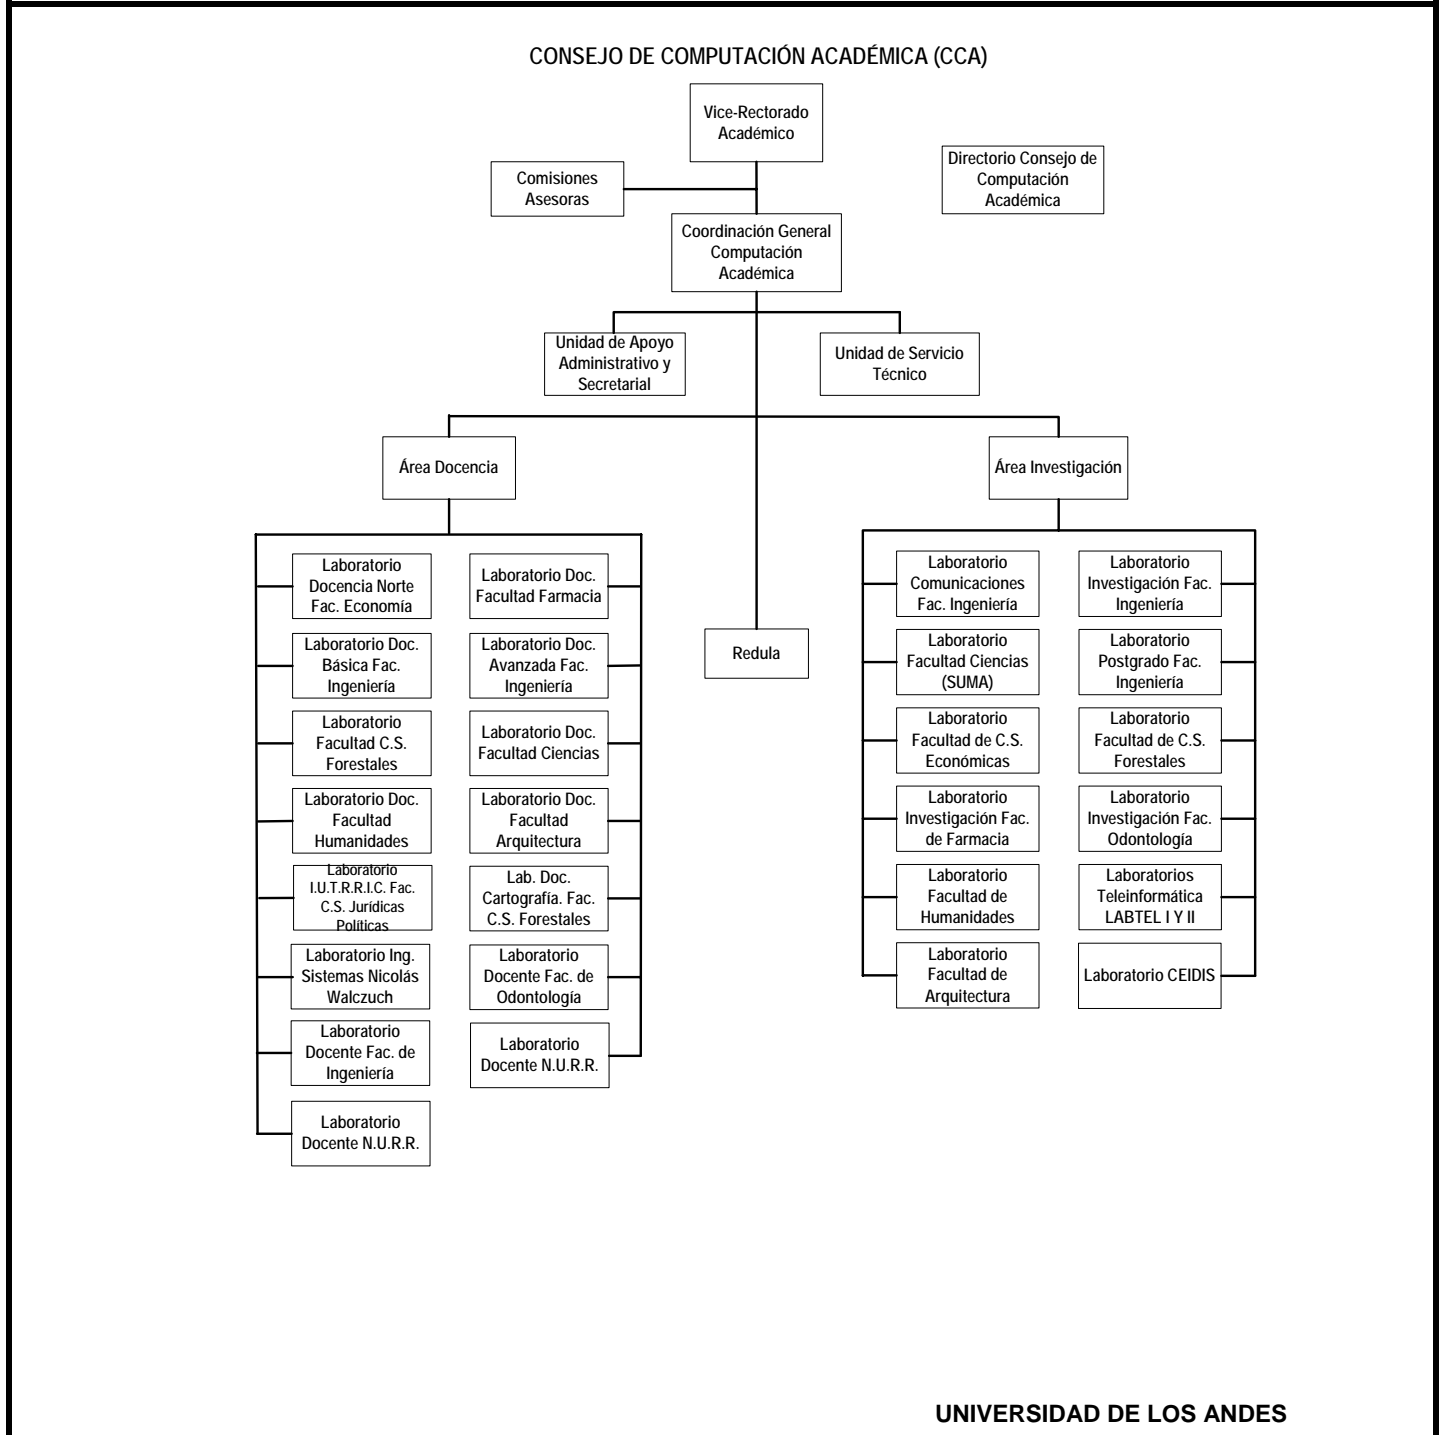 CONSEJO DE COMPUTACIÓN ACADÉMICA (CCA)
Vice-Rectorado
Académico
Comisiones
Asesoras
Directorio Consejo de
Computación
Académica
Coordinación General
Computación
Académica
Unidad de Apoyo
Administrativo y
Secretarial
Unidad de Servicio
Técnico
Área Docencia
Área Investigación
Redula
Laboratorio
Docencia Norte
Fac. Economía
Laboratorio Doc.
Facultad Farmacia
Laboratorio Doc.
Básica Fac.
Ingeniería
Laboratorio Doc.
Avanzada Fac.
Ingeniería
Laboratorio
Facultad C.S.
Forestales
Laboratorio Doc.
Facultad Ciencias
Laboratorio Doc.
Facultad
Humanidades
Laboratorio Doc.
Facultad
Arquitectura
Laboratorio
I.U.T.R.R.I.C. Fac.
C.S. Jurídicas
Políticas
Lab. Doc.
Cartografía. Fac.
C.S. Forestales
Laboratorio Ing.
Sistemas Nicolás
Walczuch
Laboratorio
Docente Fac. de
Odontología
Laboratorio
Docente Fac. de
Ingeniería
Laboratorio
Docente N.U.R.R.
Laboratorio
Docente N.U.R.R.
Laboratorio
Comunicaciones
Fac. Ingeniería
Laboratorio
Investigación Fac.
Ingeniería
Laboratorio
Facultad Ciencias
(SUMA)
Laboratorio
Postgrado Fac.
Ingeniería
Laboratorio
Facultad de C.S.
Económicas
Laboratorio
Facultad de C.S.
Forestales
Laboratorio
Investigación Fac.
de Farmacia
Laboratorio
Investigación Fac.
Odontología
Laboratorio
Facultad de
Humanidades
Laboratorios
Teleinformática
LABTEL I Y II
Laboratorio
Facultad de
Arquitectura
Laboratorio CEIDIS
UNIVERSIDAD DE LOS ANDES